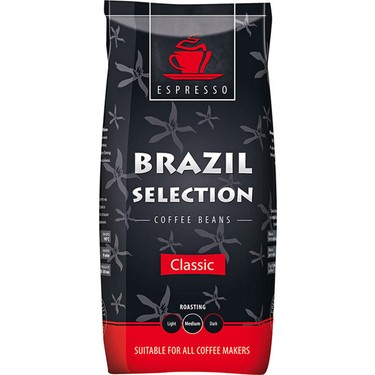 ESPRESSO
BRAZIL
SELECTION
COFFEE BEANS
Classic
ROASTING
Light Medium Dark
SUITABLE FOR ALL COFFEE MAKERS